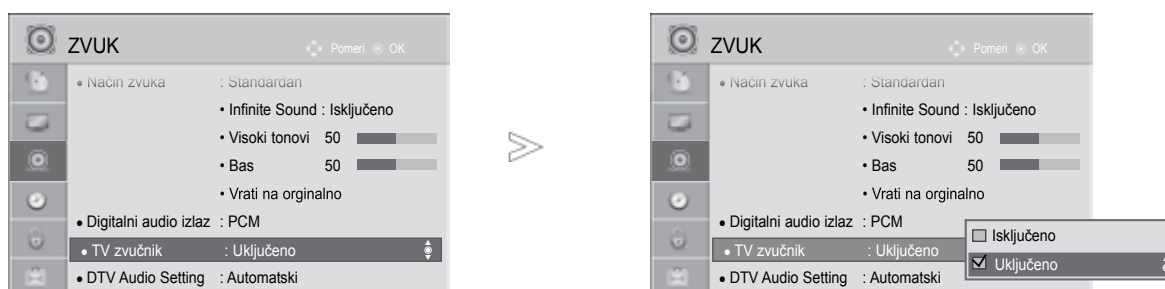 ZVUK
Pomeri OK
• Način zvuka : Standardan
• Infinite Sound : Isključeno
• Visoki tonovi 50
• Bas 50
• Vrati na orginalno
• Digitalni audio izlaz : PCM
• TV zvučnik : Uključeno
• DTV Audio Setting : Automatski
ZVUK
Pomeri OK
• Način zvuka : Standardan
• Infinite Sound : Isključeno
• Visoki tonovi 50
• Bas 50
• Vrati na orginalno
• Digitalni audio izlaz : PCM
• TV zvučnik : Uključeno
• DTV Audio Setting : Automatski
Isključeno
Uključeno